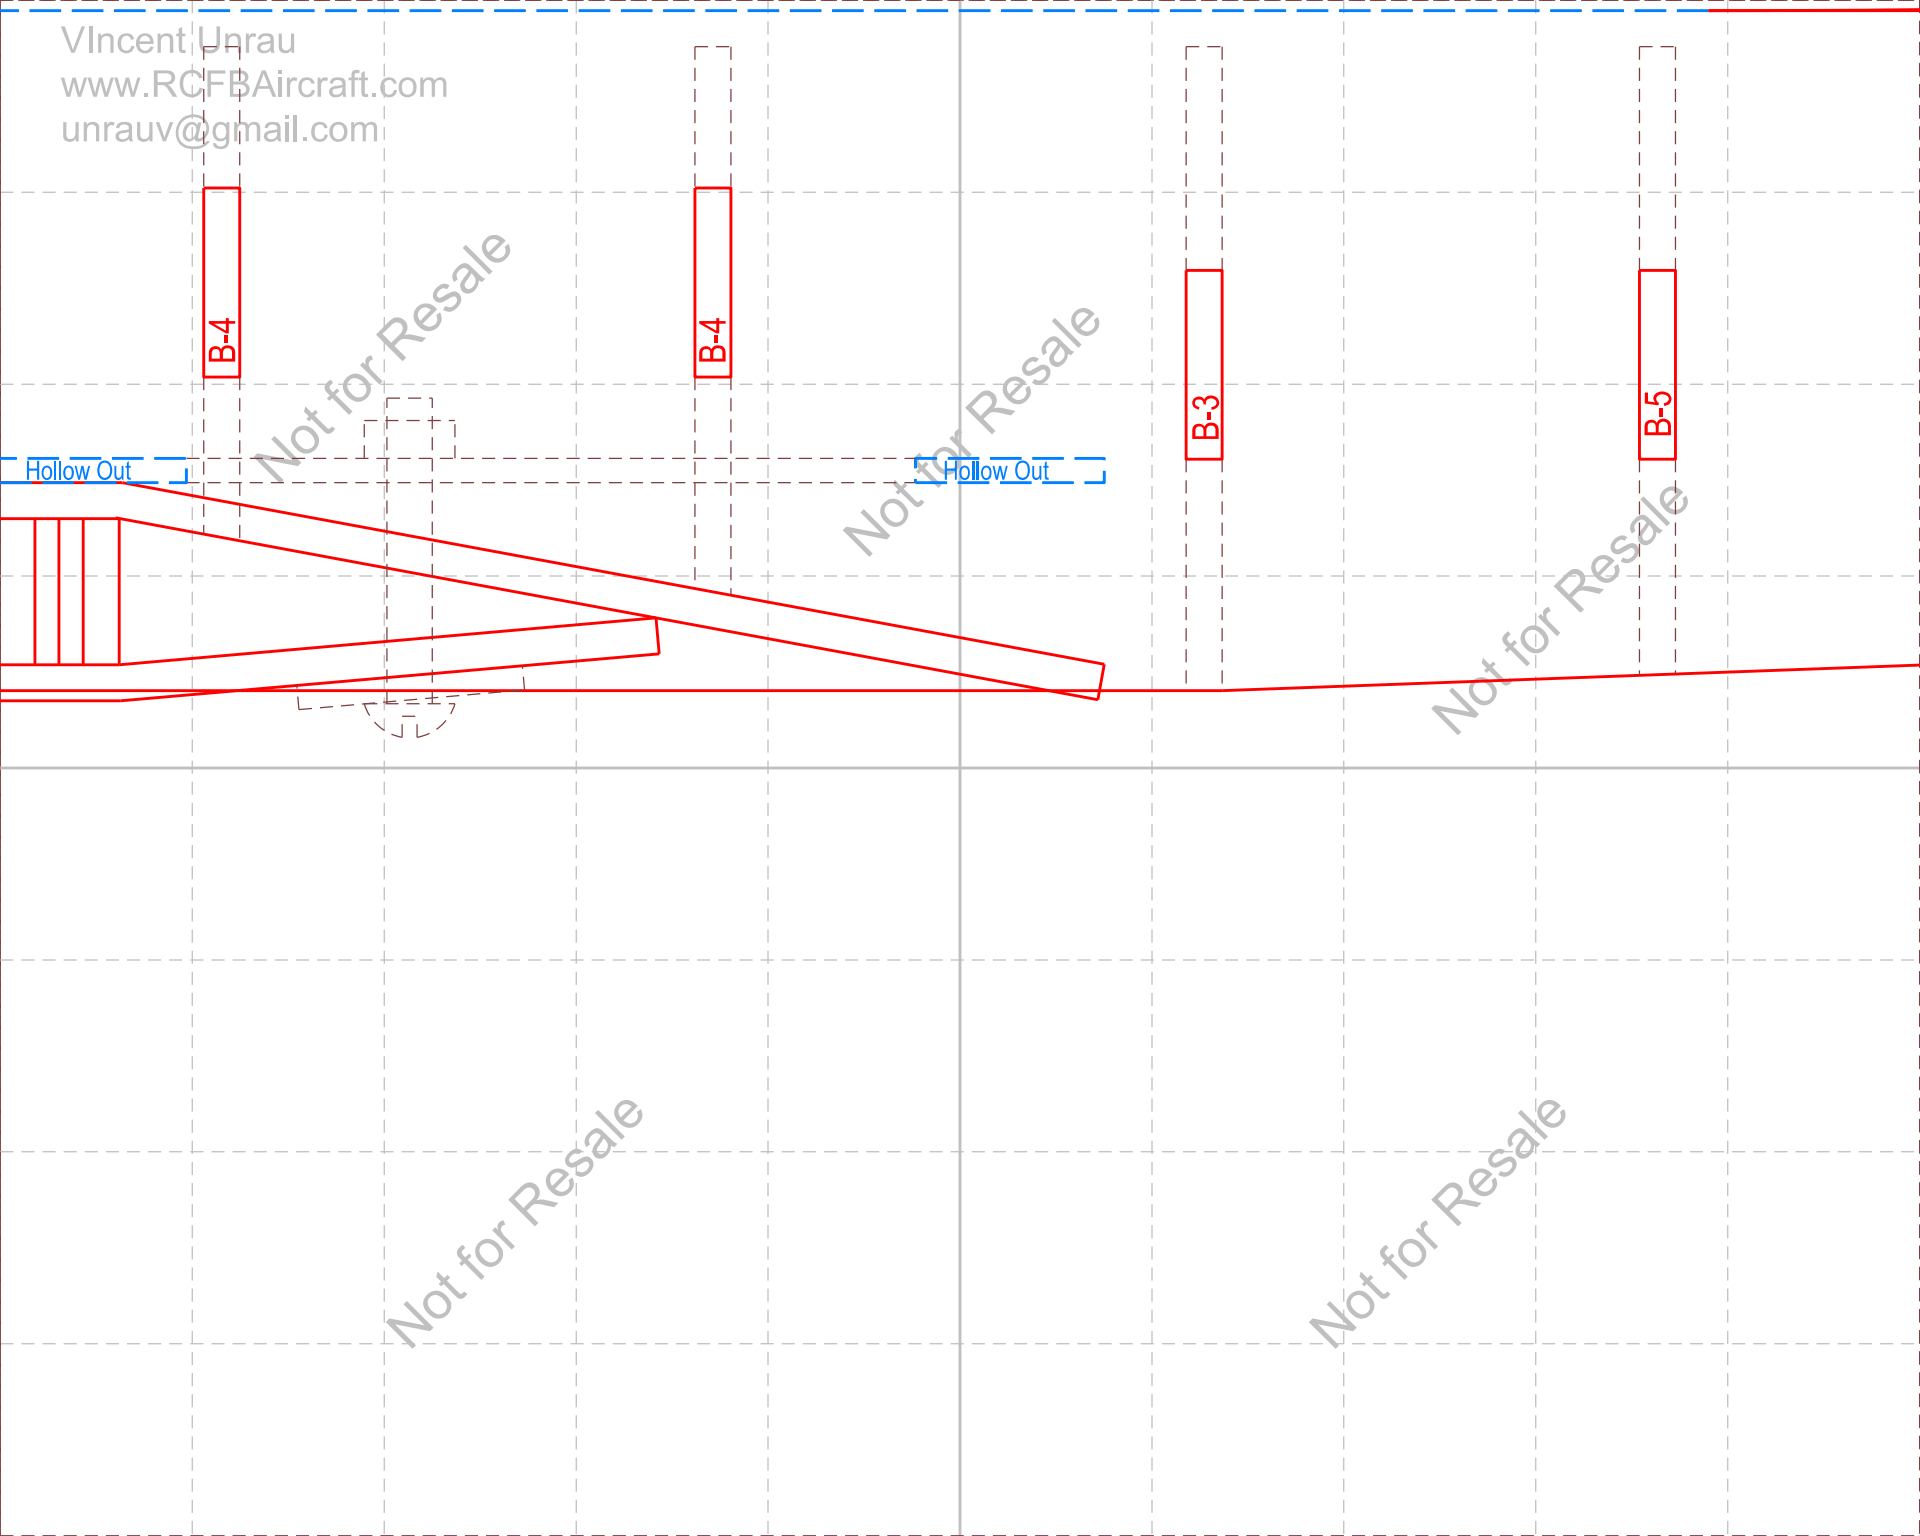 VIncent Unrau
www.RCFBAircraft.com
unrauv@gmail.com
B-4
B-4
B-3
B-5
Not for Resale
Not for Resale
Not for Resale
Hollow Out
Hollow Out
Not for Resale
Not for Resale